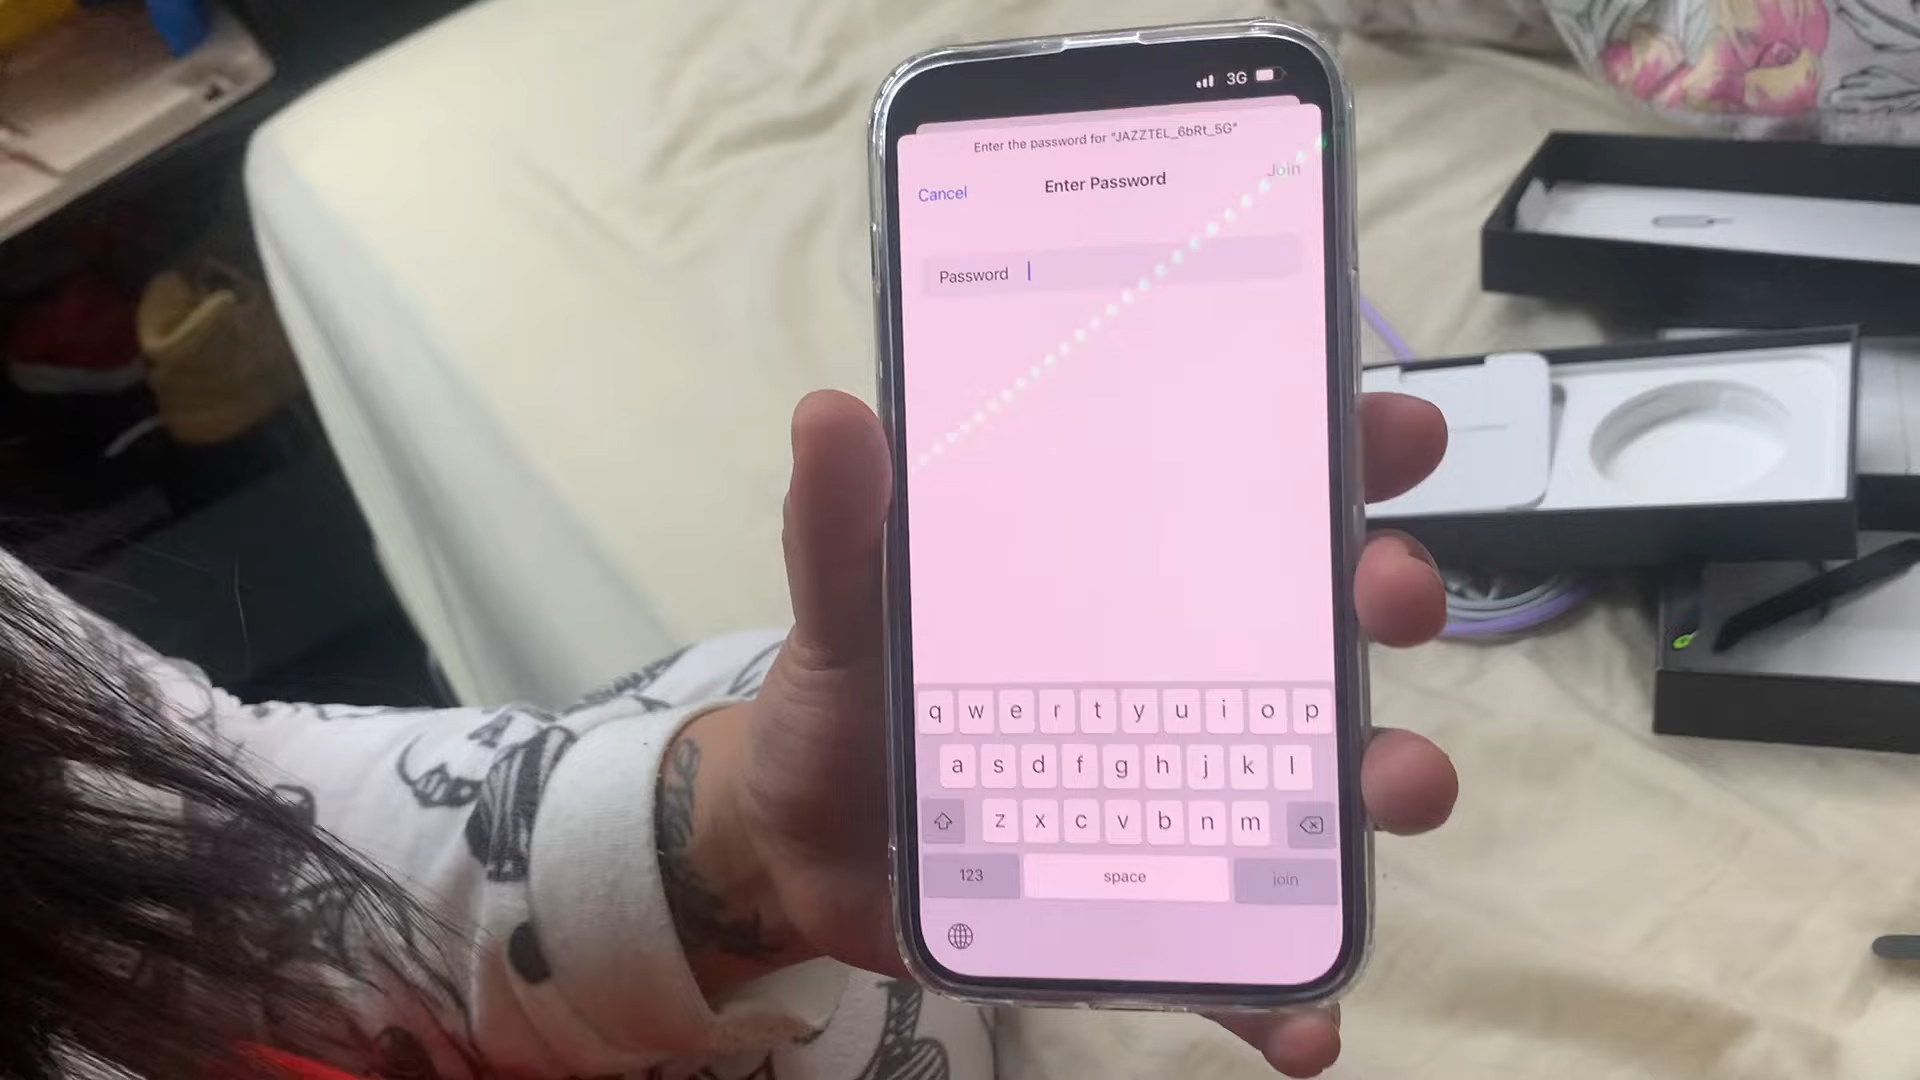 3G
Enter the password for "JAZZTEL_6bRt_5G"
Cancel Enter Password Join
Password
q w e r t y u i o p
a s d f g h j k l
z x c v b n m
123 space join